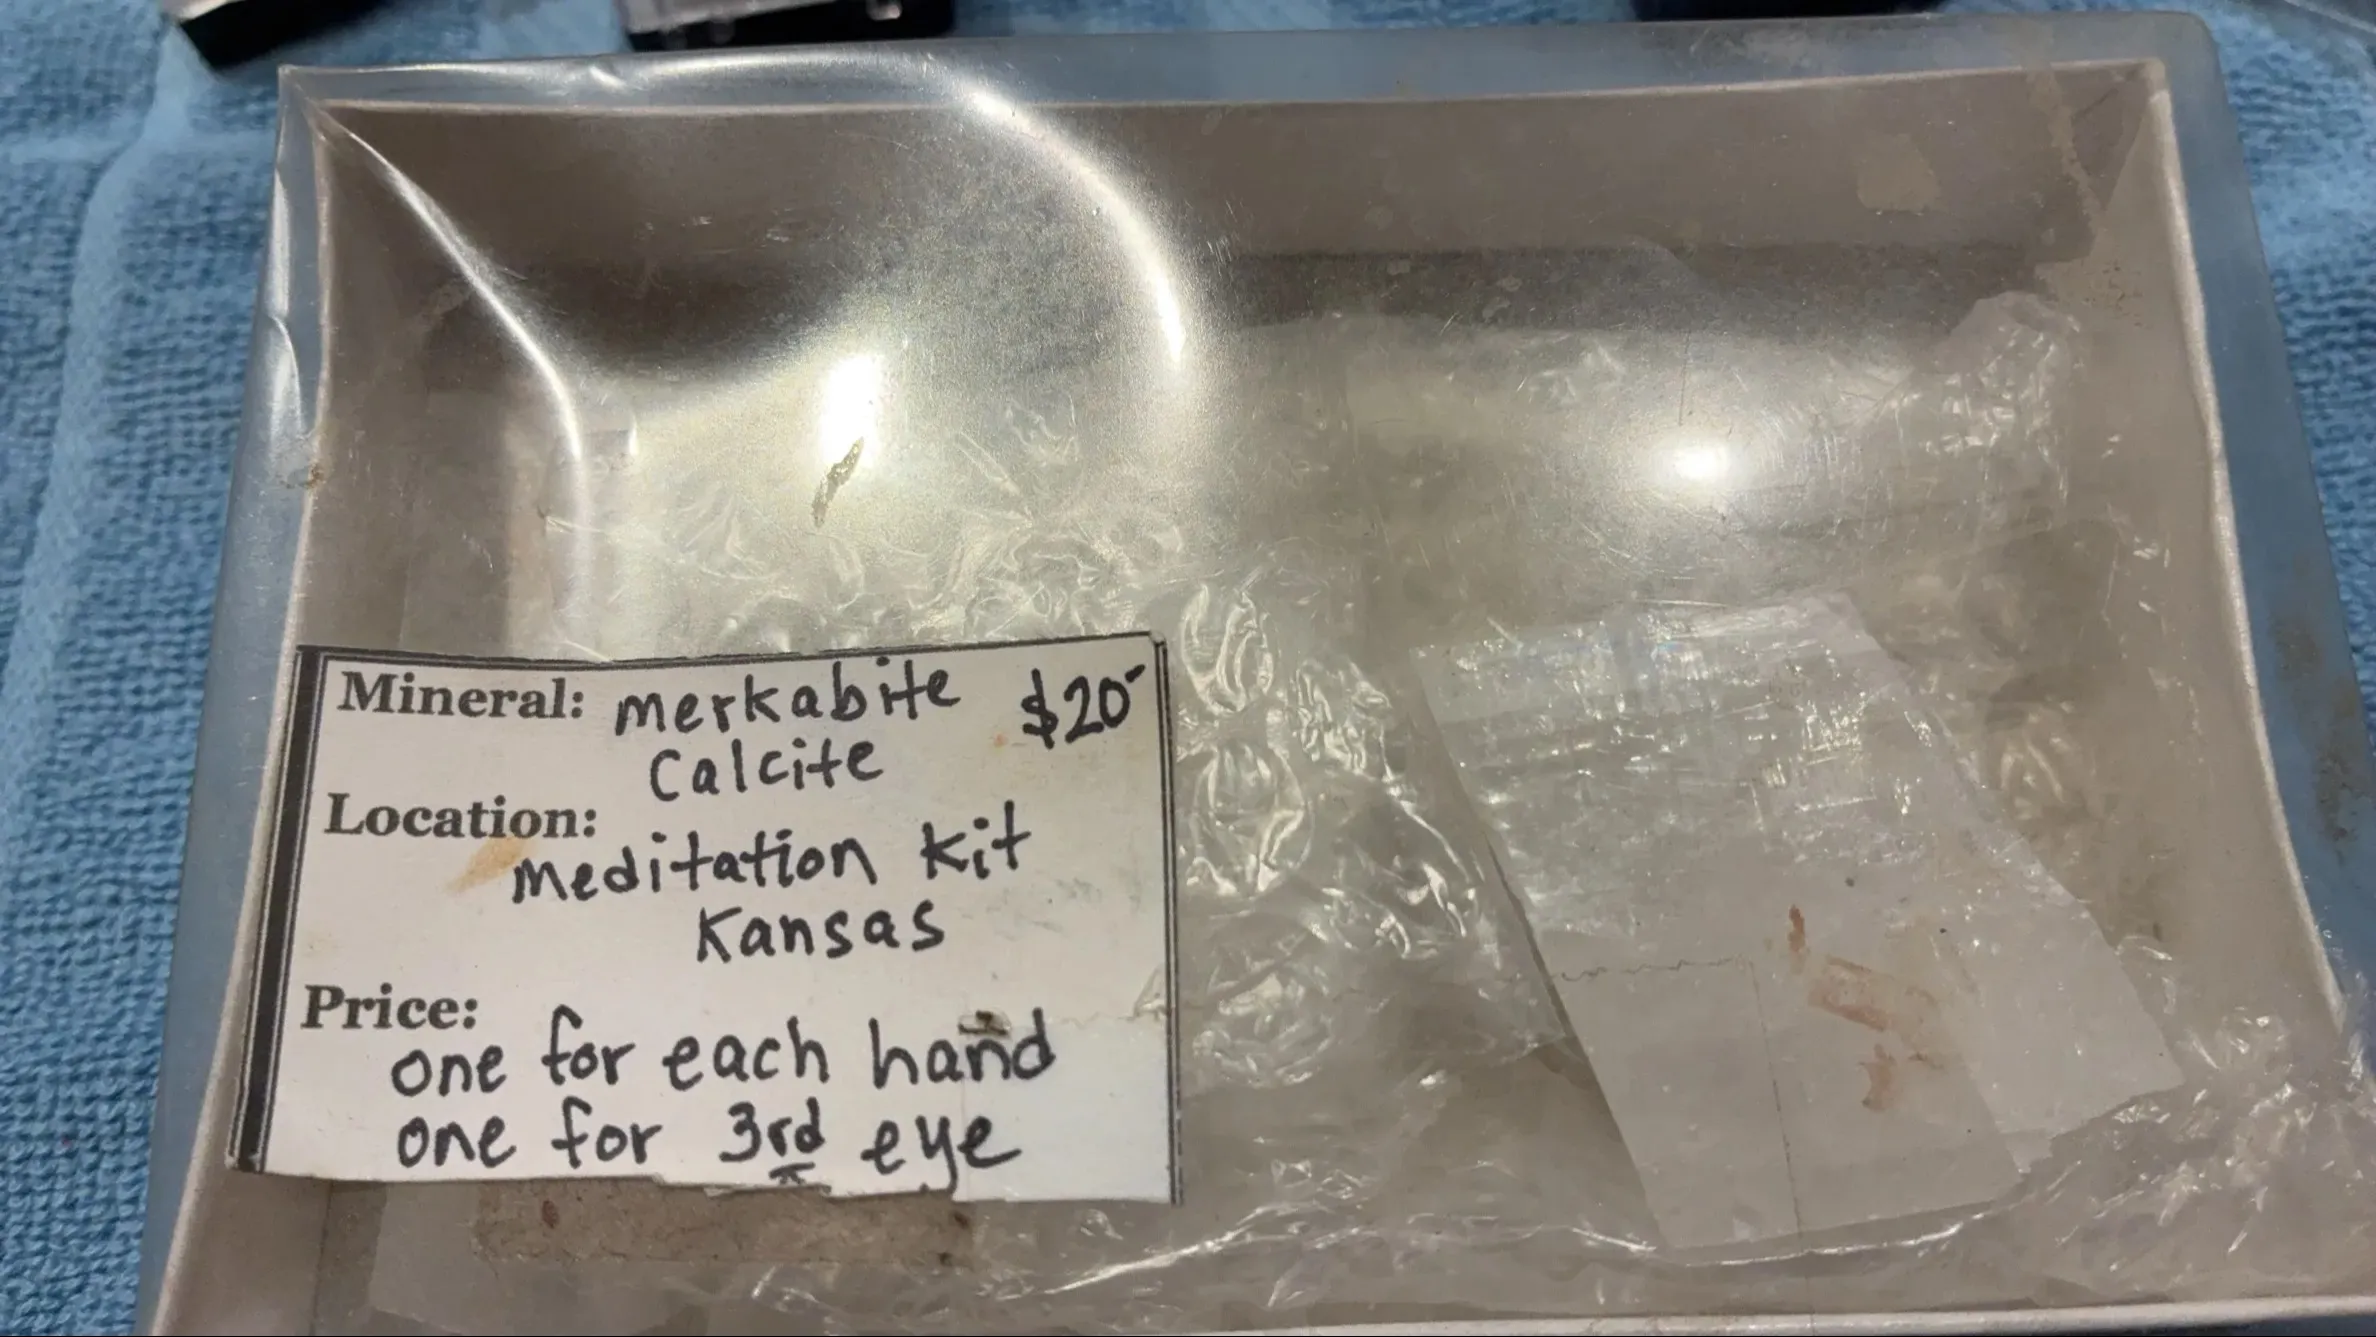 Mineral: merkabite $20-
Calcite
Location:
meditation kit
Kansas
Price:
one for each hand
one for 3rd eye